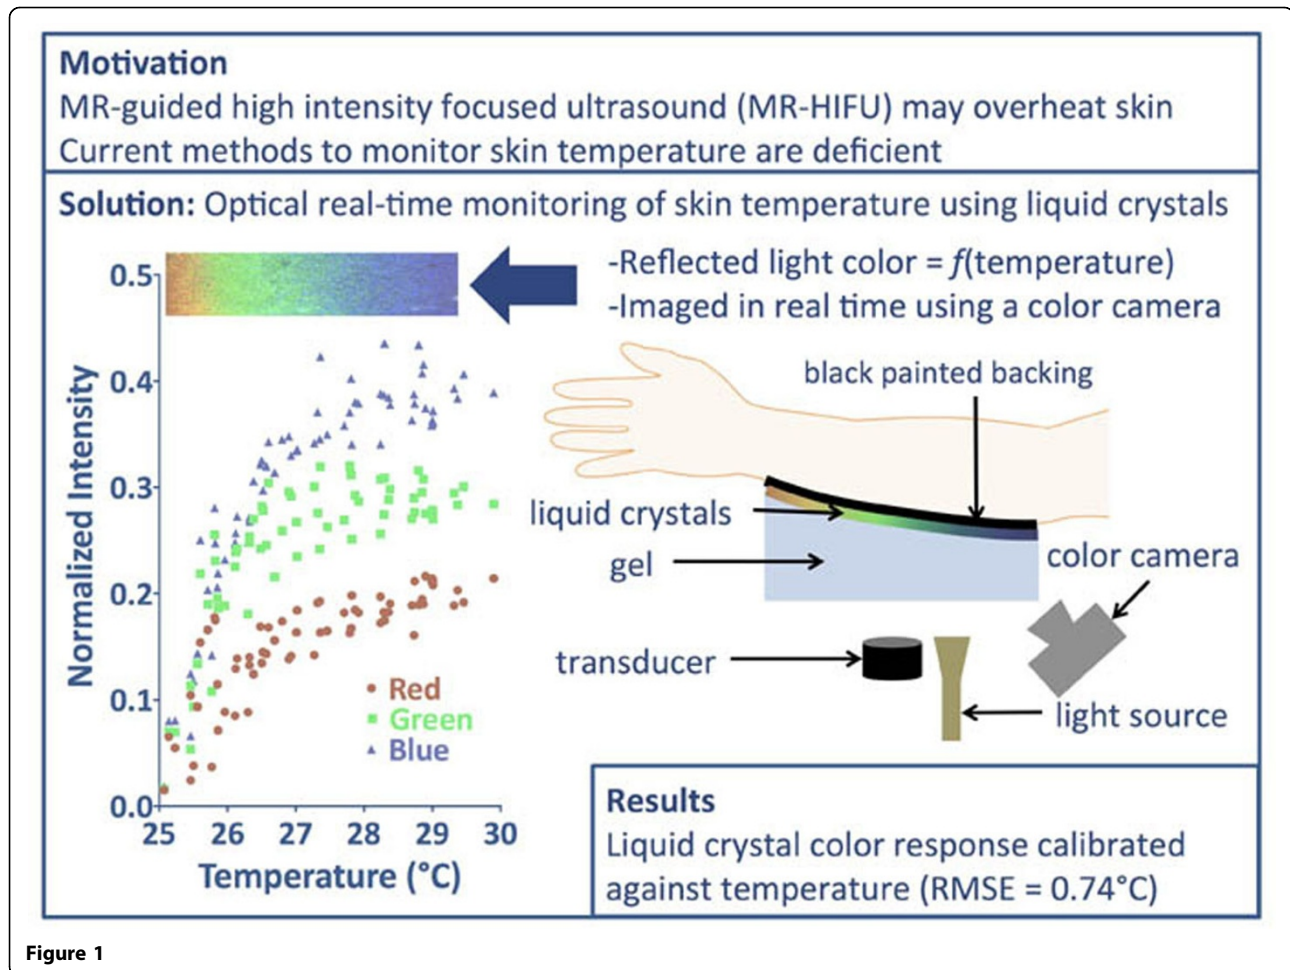 Motivation
MR-guided high intensity focused ultrasound (MR-HIFU) may overheat skin
Current methods to monitor skin temperature are deficient
Solution: Optical real-time monitoring of skin temperature using liquid crystals
-Reflected light color = f(temperature)
-Imaged in real time using a color camera
0.5
0.4
0.3
0.2
0.1
0.0
Normalized Intensity
25 26 27 28 29 30
Temperature (°C)
Red
Green
Blue
black painted backing
liquid crystals
gel
color camera
transducer
light source
Results
Liquid crystal color response calibrated
against temperature (RMSE = 0.74°C)
Figure 1